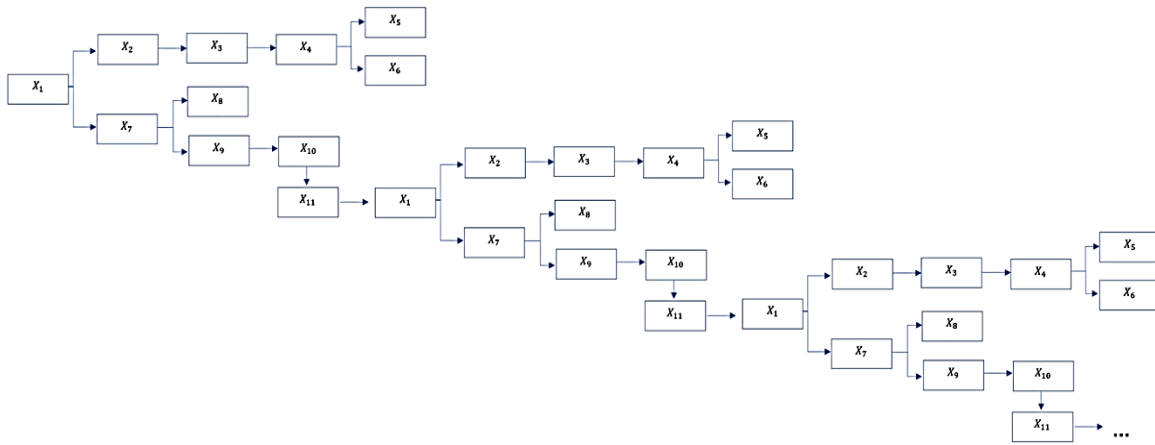 X₅
X₂ X₃ X₄
X₆
X₁
X₈
X₇
X₉ X₁₀
X₁₁ X₁
X₅
X₂ X₃ X₄
X₆
X₈
X₇
X₉ X₁₀
X₁₁ X₁
X₅
X₂ X₃ X₄
X₆
X₈
X₇
X₉ X₁₀
X₁₁ ...